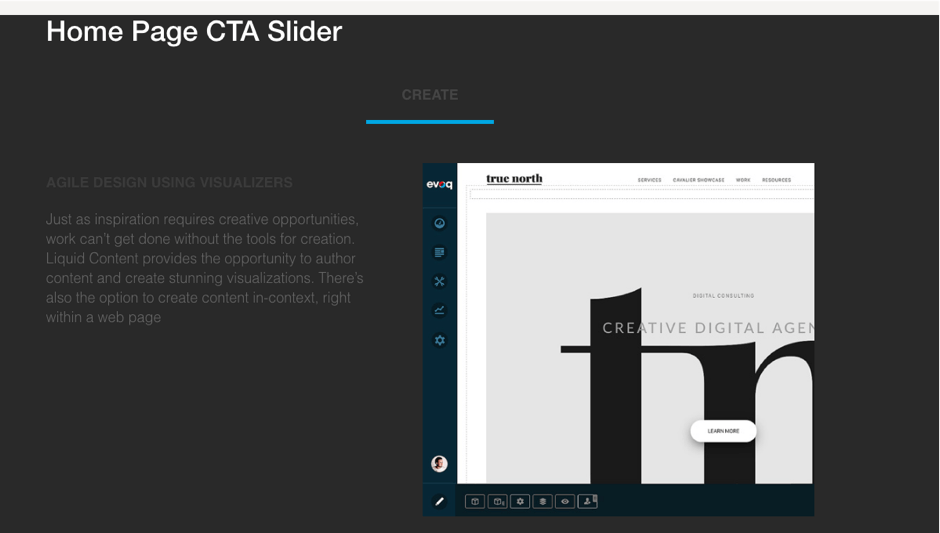 Home Page CTA Slider
CREATE
AGILE DESIGN USING VISUALIZERS
Just as inspiration requires creative opportunities,
work can't get done without the tools for creation.
Liquid Content provides the opportunity to author
content and create stunning visualizations. There's
also the option to create content in-context, right
within a web page
evoq
true north
SERVICES CAVALIER SHOWCASE WORK RESOURCES
DIGITAL CONSULTING
CREATIVE DIGITAL AGEN
tn
LEARN MORE